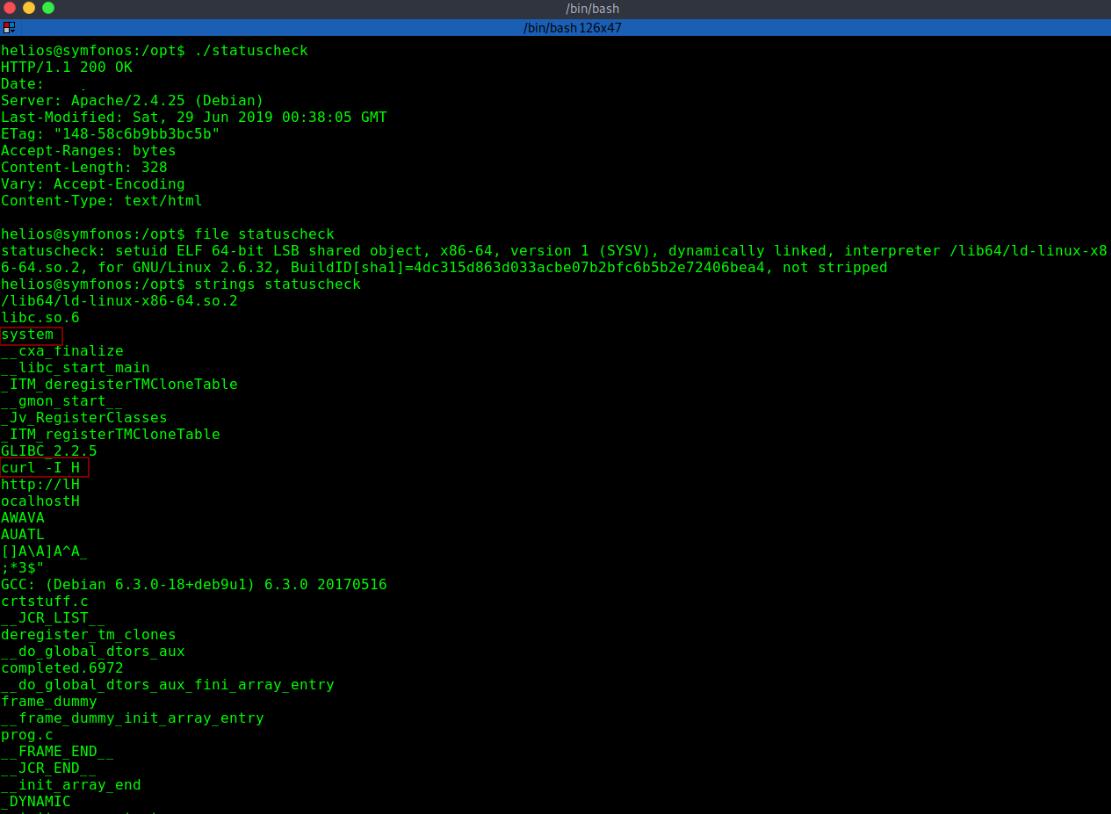 /bin/bash
/bin/bash 126x47
helios@symfonos:/opt$ ./statuscheck
HTTP/1.1 200 OK
Date:
Server: Apache/2.4.25 (Debian)
Last-Modified: Sat, 29 Jun 2019 00:38:05 GMT
ETag: "148-58c6b9bb3bc5b"
Accept-Ranges: bytes
Content-Length: 328
Vary: Accept-Encoding
Content-Type: text/html
helios@symfonos:/opt$ file statuscheck
statuscheck: setuid ELF 64-bit LSB shared object, x86-64, version 1 (SYSV), dynamically linked, interpreter /lib64/ld-linux-x8
6-64.so.2, for GNU/Linux 2.6.32, BuildID[sha1]=4dc315d863d033acbe07b2bfc6b5b2e72406bea4, not stripped
helios@symfonos:/opt$ strings statuscheck
/lib64/ld-linux-x86-64.so.2
libc.so.6
system
__cxa_finalize
__libc_start_main
_ITM_deregisterTMCloneTable
__gmon_start__
_Jv_RegisterClasses
_ITM_registerTMCloneTable
GLIBC_2.2.5
curl -I H
http://lH
ocalhostH
AWAVA
AUATL
[]A\A]A^A_
;*3$"
GCC: (Debian 6.3.0-18+deb9u1) 6.3.0 20170516
crtstuff.c
__JCR_LIST__
deregister_tm_clones
__do_global_dtors_aux
completed.6972
__do_global_dtors_aux_fini_array_entry
frame_dummy
__frame_dummy_init_array_entry
prog.c
__FRAME_END__
__JCR_END__
__init_array_end
_DYNAMIC